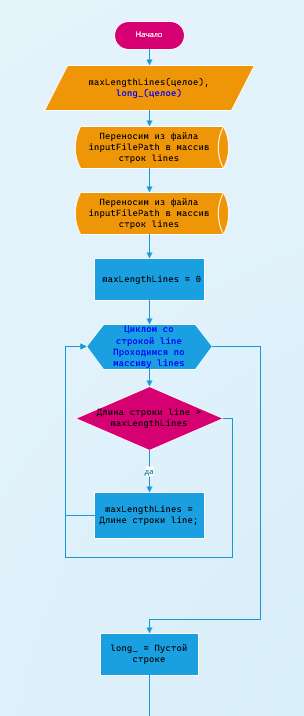 Начало
maxLengthLines(целое),
long_(целое)
Переносим из файла
inputFilePath в массив
строк lines
Переносим из файла
inputFilePath в массив
строк lines
maxLengthLines = 0
Циклом со
строкой line
Проходимся по
массиву lines
Длина строки line >
maxLengthLines
да
maxLengthLines =
Длине строки line;
long_ = Пустой
строке